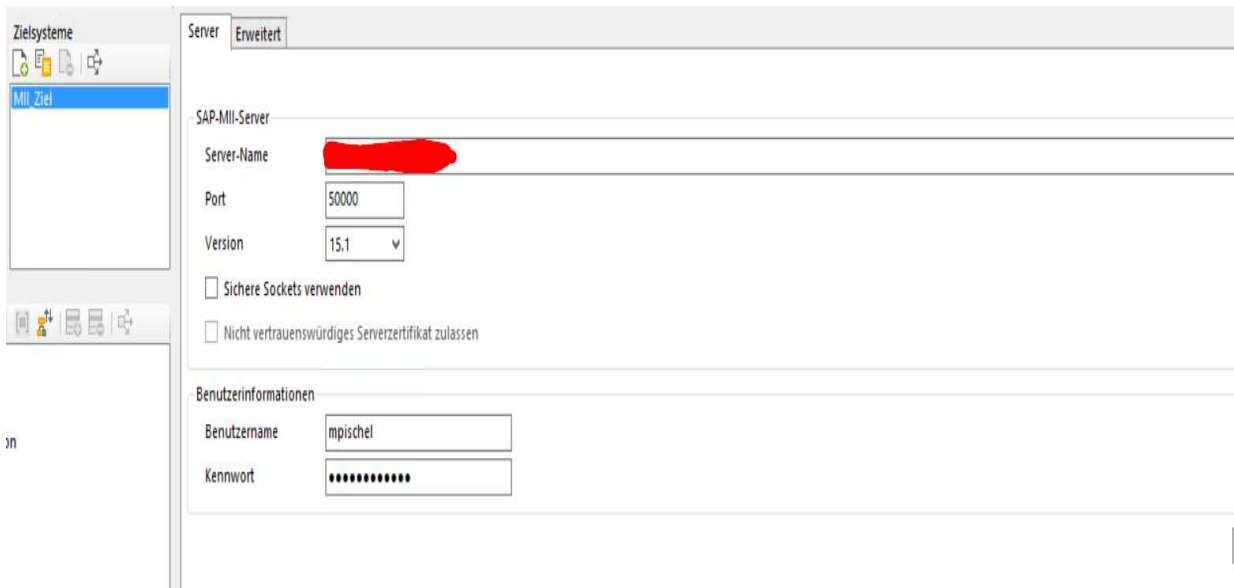 Zielsysteme
Server
Erweitert
MII_Ziel
SAP-MII-Server
Server-Name
Port
50000
Version
15.1
Sichere Sockets verwenden
Nicht vertrauenswürdiges Serverzertifikat zulassen
Benutzerinformationen
Benutzername
mpischel
Kennwort
••••••••••••
on